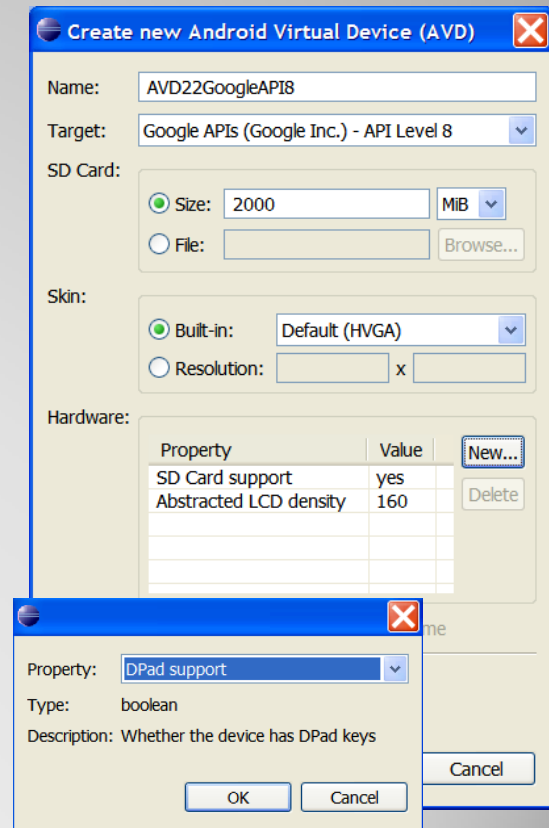 Create new Android Virtual Device (AVD)
Name: AVD22GoogleAPI8
Target: Google APIs (Google Inc.) - API Level 8
SD Card:
Size: 2000 MiB
File: Browse...
Skin:
Built-in: Default (HVGA)
Resolution: x
Hardware:
Property Value New...
SD Card support yes
Abstracted LCD density 160 Delete
me
Property: DPad support
Type: boolean
Description: Whether the device has DPad keys
OK Cancel
Cancel